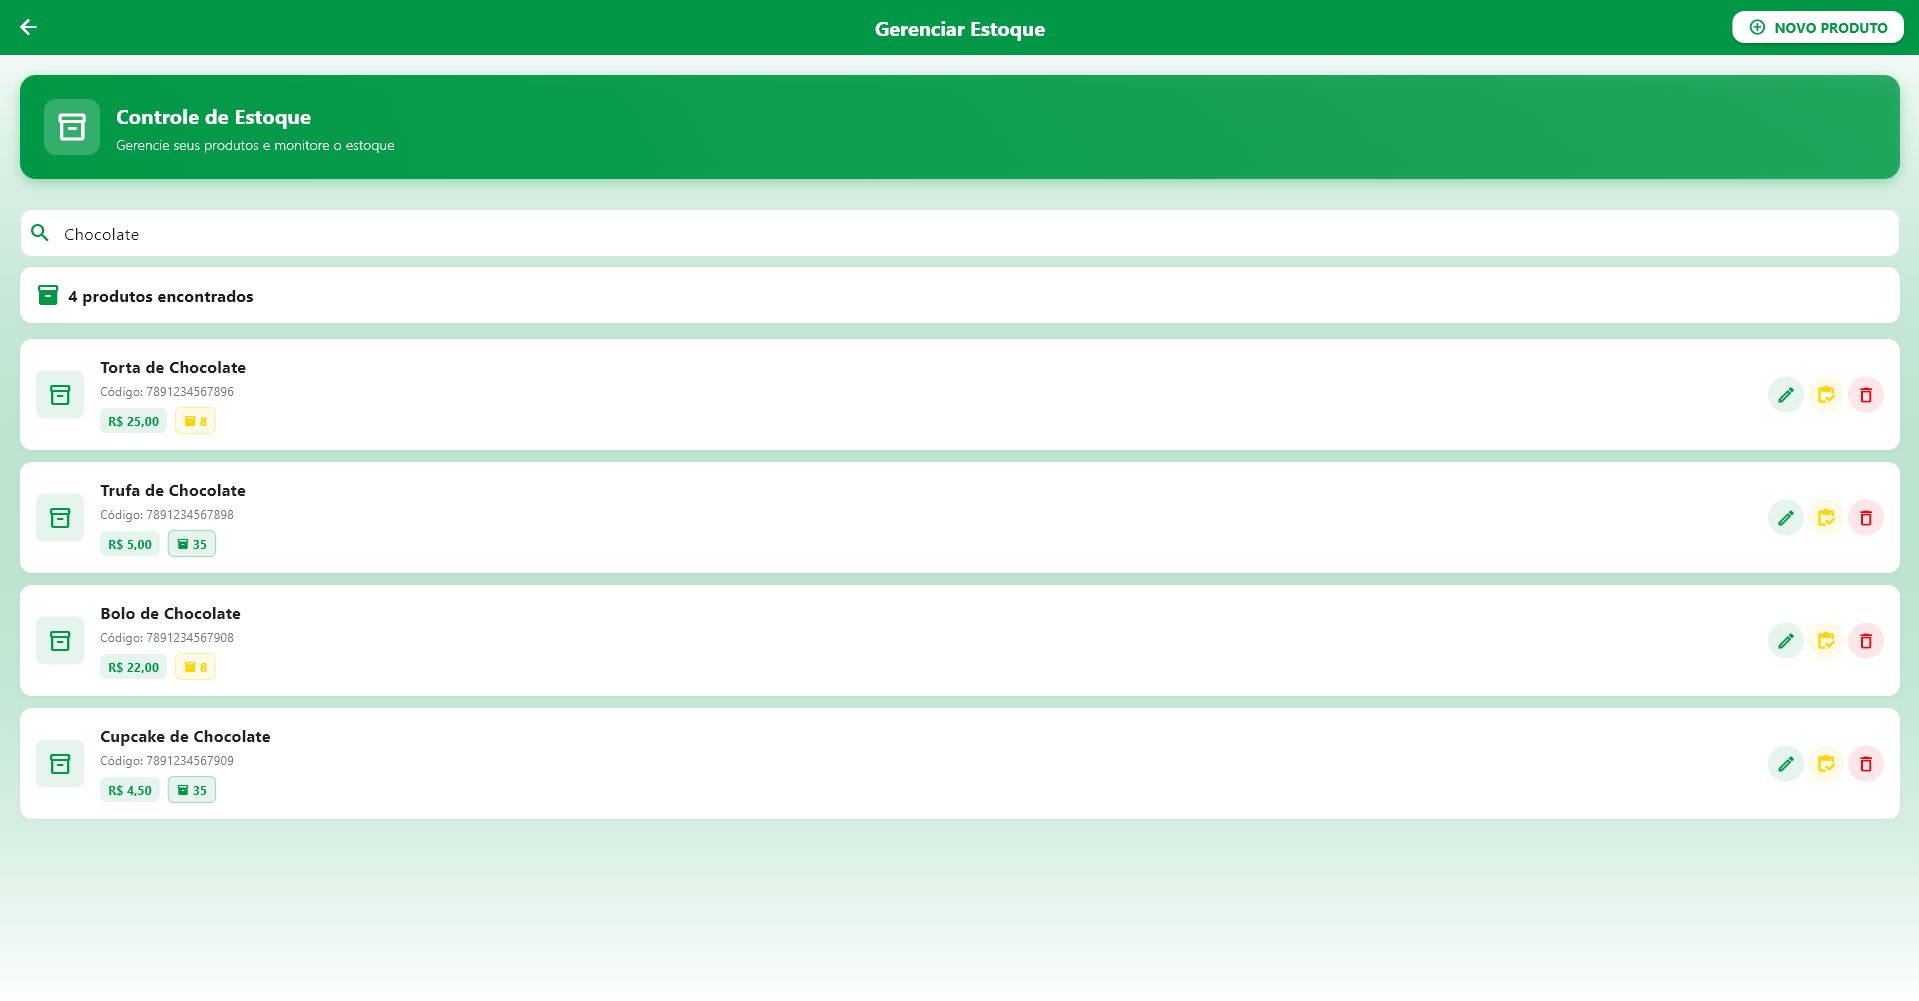 Gerenciar Estoque
NOVO PRODUTO
Controle de Estoque
Gerencie seus produtos e monitore o estoque
Chocolate
4 produtos encontrados
Torta de Chocolate
Código: 7891234567896
R$ 25,00 8
Trufa de Chocolate
Código: 7891234567898
R$ 5,00 35
Bolo de Chocolate
Código: 7891234567908
R$ 22,00 8
Cupcake de Chocolate
Código: 7891234567909
R$ 4,50 35